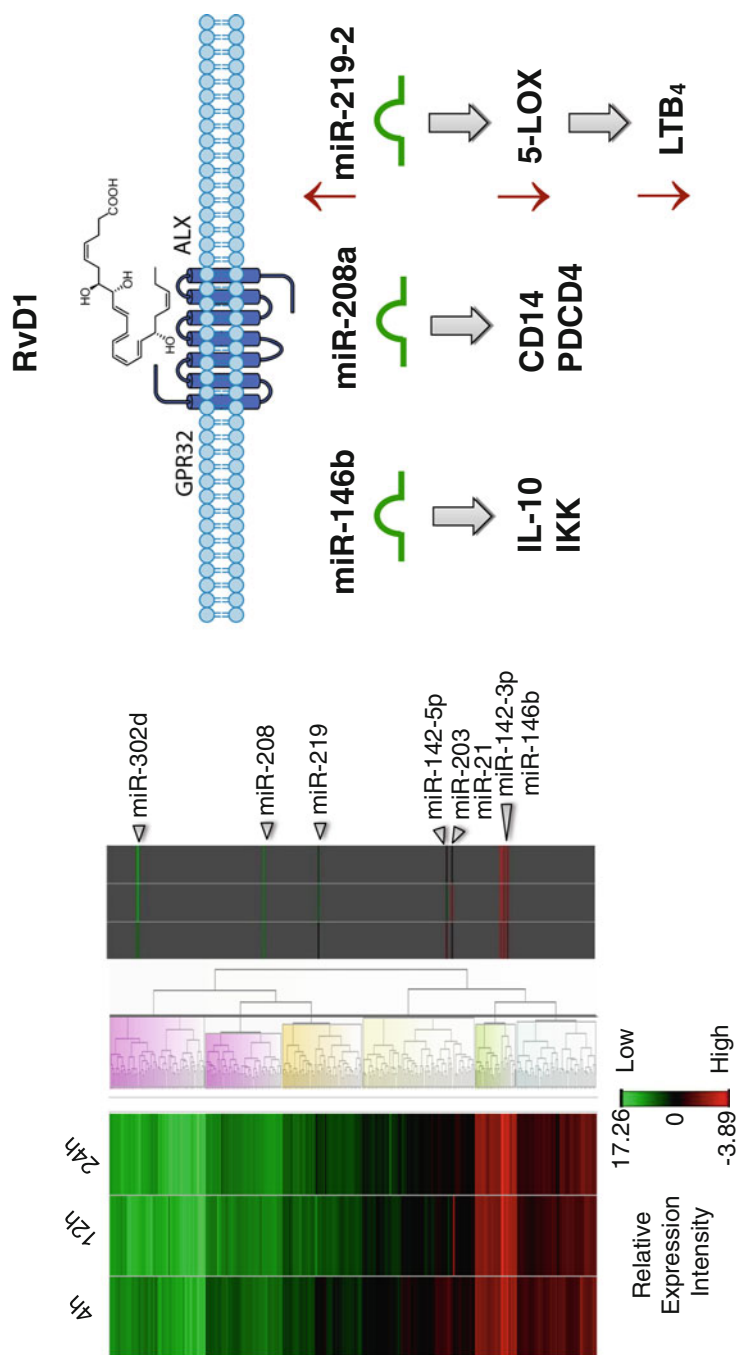 4h
12h
24h
miR-302d
miR-208
miR-219
miR-142-5p
miR-203
miR-21
miR-142-3p
miR-146b
Relative
Expression
Intensity
17.26
0
-3.89
Low
High
RvD1
HO
OH
HO
COOH
GPR32
ALX
miR-146b
miR-208a
miR-219-2
IL-10
IKK
CD14
PDCD4
5-LOX
LTB₄